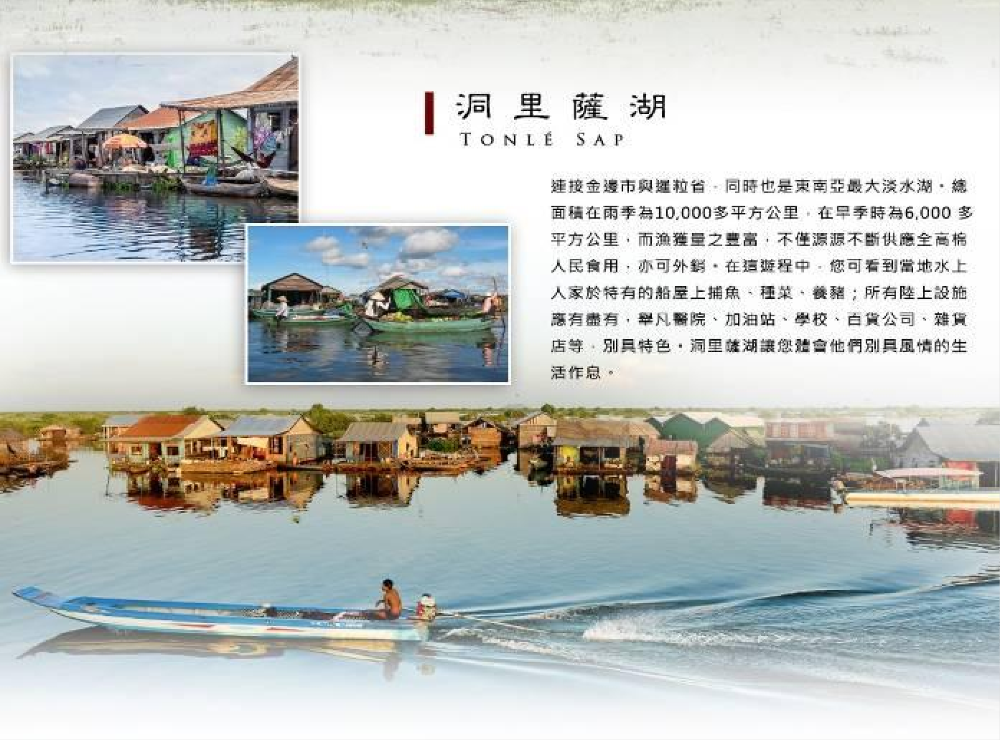 洞里薩湖
TONLÉ SAP
連接金邊市與暹粒省，同時也是東南亞最大淡水湖。總
面積在雨季為10,000多平方公里，在旱季時為6,000 多
平方公里，而漁獲量之豐富，不僅源源不斷供應全高棉
人民食用，亦可外銷。在這遊程中，您可看到當地水上
人家於特有的船屋上捕魚、種菜、養豬；所有陸上設施
應有盡有，舉凡醫院、加油站、學校、百貨公司、雜貨
店等，別具特色。洞里薩湖讓您體會他們別具風情的生
活作息。